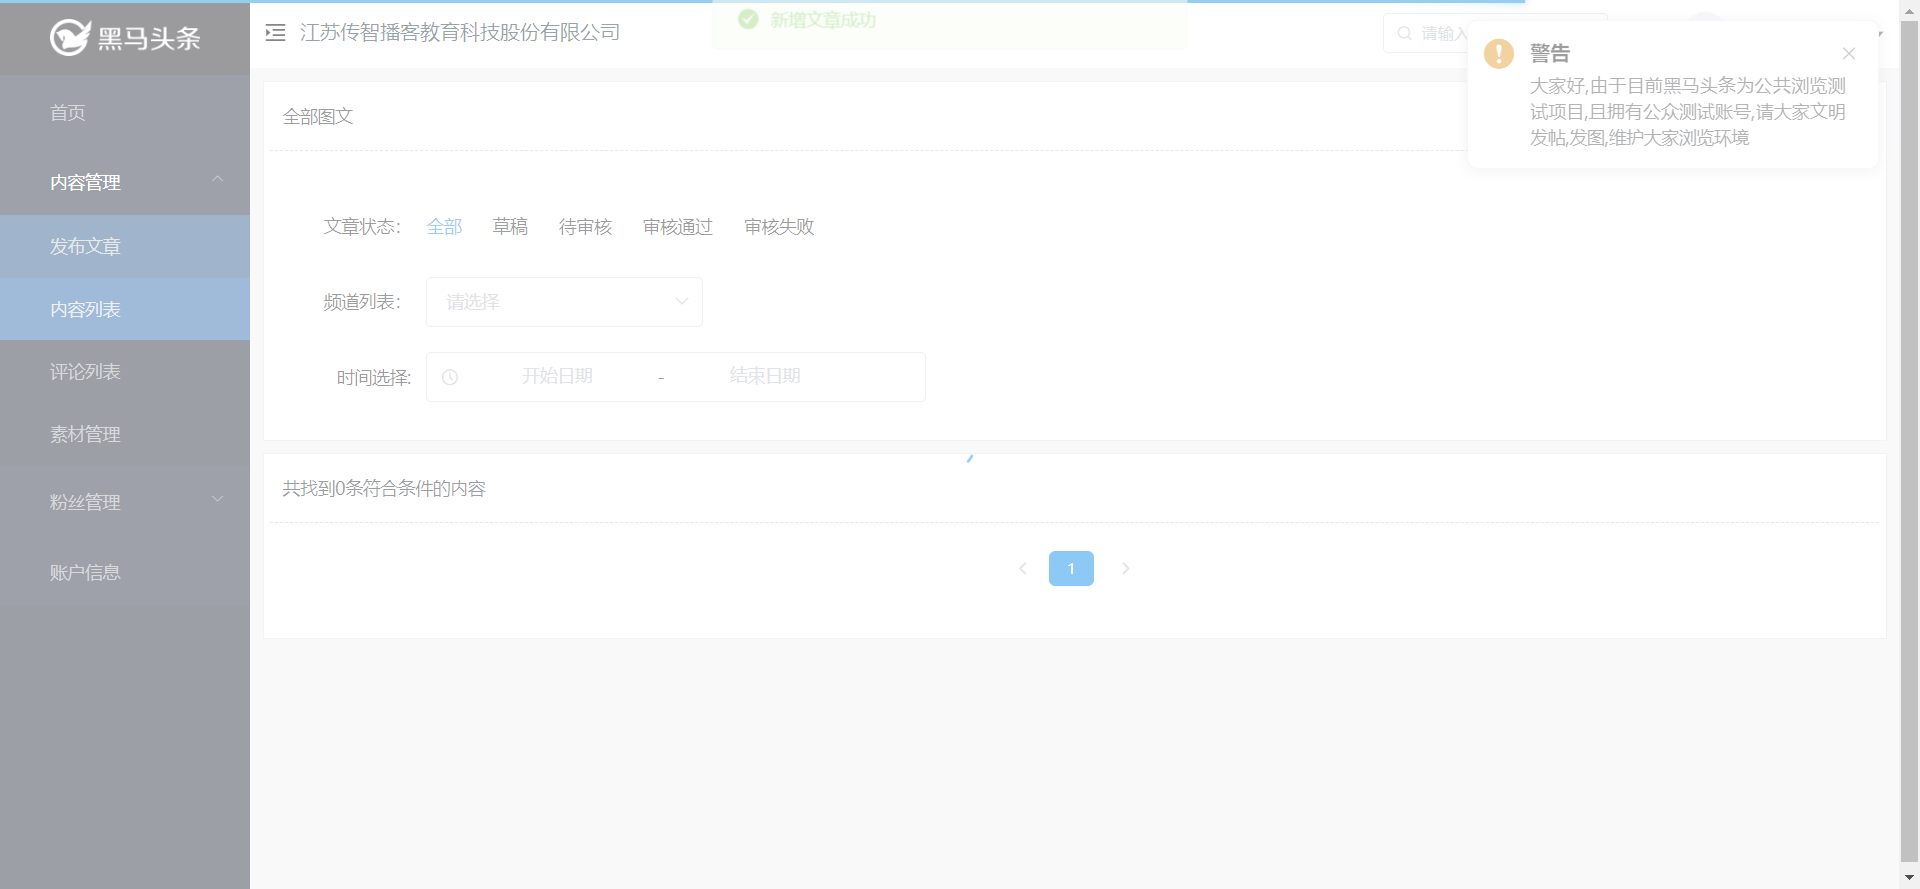 黑马头条
江苏传智播客教育科技股份有限公司
新增文章成功
请输入
警告
大家好,由于目前黑马头条为公共浏览测
试项目,且拥有公众测试账号,请大家文明
发帖,发图,维护大家浏览环境
首页
内容管理
发布文章
内容列表
评论列表
素材管理
粉丝管理
账户信息
全部图文
文章状态: 全部 草稿 待审核 审核通过 审核失败
频道列表: 请选择
时间选择: 开始日期 - 结束日期
共找到0条符合条件的内容
1